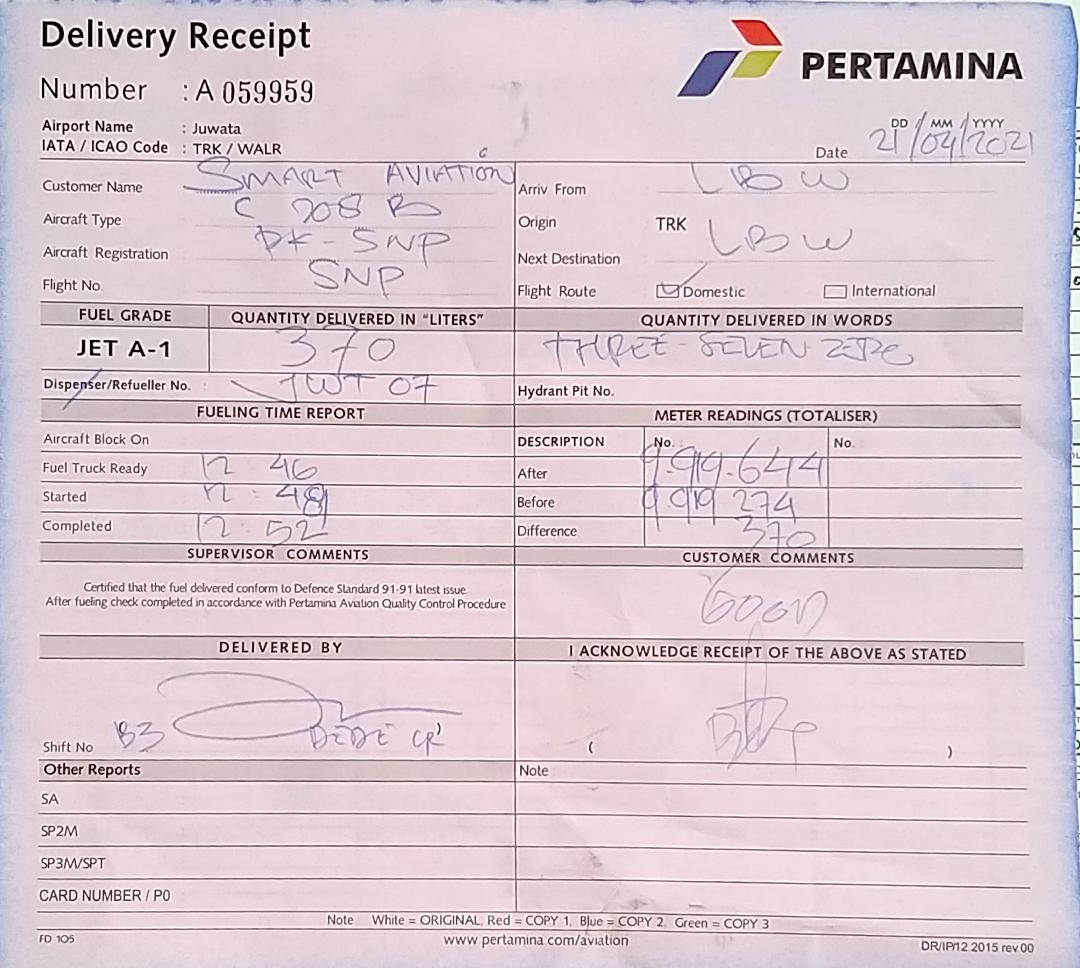 Delivery Receipt
PERTAMINA
Number : A 059959
Airport Name : Juwata
IATA / ICAO Code : TRK / WALR
DD / MM / YYYY
Date 21/04/2021
Customer Name SMART AVIATION
Arriv From LBW
Aircraft Type C 208 B
Origin TRK
Aircraft Registration PK-SNP
Next Destination LBW
Flight No. SNP
Flight Route Domestic International
FUEL GRADE QUANTITY DELIVERED IN "LITERS" QUANTITY DELIVERED IN WORDS
JET A-1 370 THREE-SEVEN-ZERO
Dispenser/Refueller No. : JWT 07 Hydrant Pit No.
FUELING TIME REPORT METER READINGS (TOTALISER)
Aircraft Block On DESCRIPTION No. No.
Fuel Truck Ready 12 46 After 9.919.644
Started 12 . 48 Before 9.919 274
Completed 12 . 52 Difference 370
SUPERVISOR COMMENTS CUSTOMER COMMENTS
Certified that the fuel delivered conform to Defence Standard 91-91 latest issue.
After fueling check completed in accordance with Pertamina Aviation Quality Control Procedure
GOOD
DELIVERED BY I ACKNOWLEDGE RECEIPT OF THE ABOVE AS STATED
Shift No B3 DEDE ( )
Other Reports Note
SA
SP2M
SP3M/SPT
CARD NUMBER / P0
Note White = ORIGINAL, Red = COPY 1, Blue = COPY 2, Green = COPY 3
FD 105 www.pertamina.com/aviation DR/IP/12.2015 rev.00